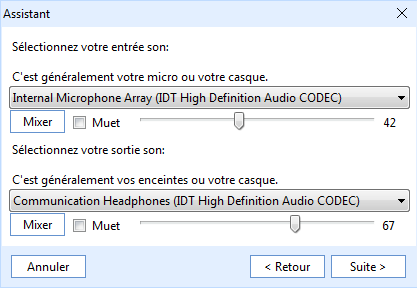 Assistant
Sélectionnez votre entrée son:
C'est généralement votre micro ou votre casque.
Internal Microphone Array (IDT High Definition Audio CODEC)
Mixer Muet 42
Sélectionnez votre sortie son:
C'est généralement vos enceintes ou votre casque.
Communication Headphones (IDT High Definition Audio CODEC)
Mixer Muet 67
Annuler < Retour Suite >